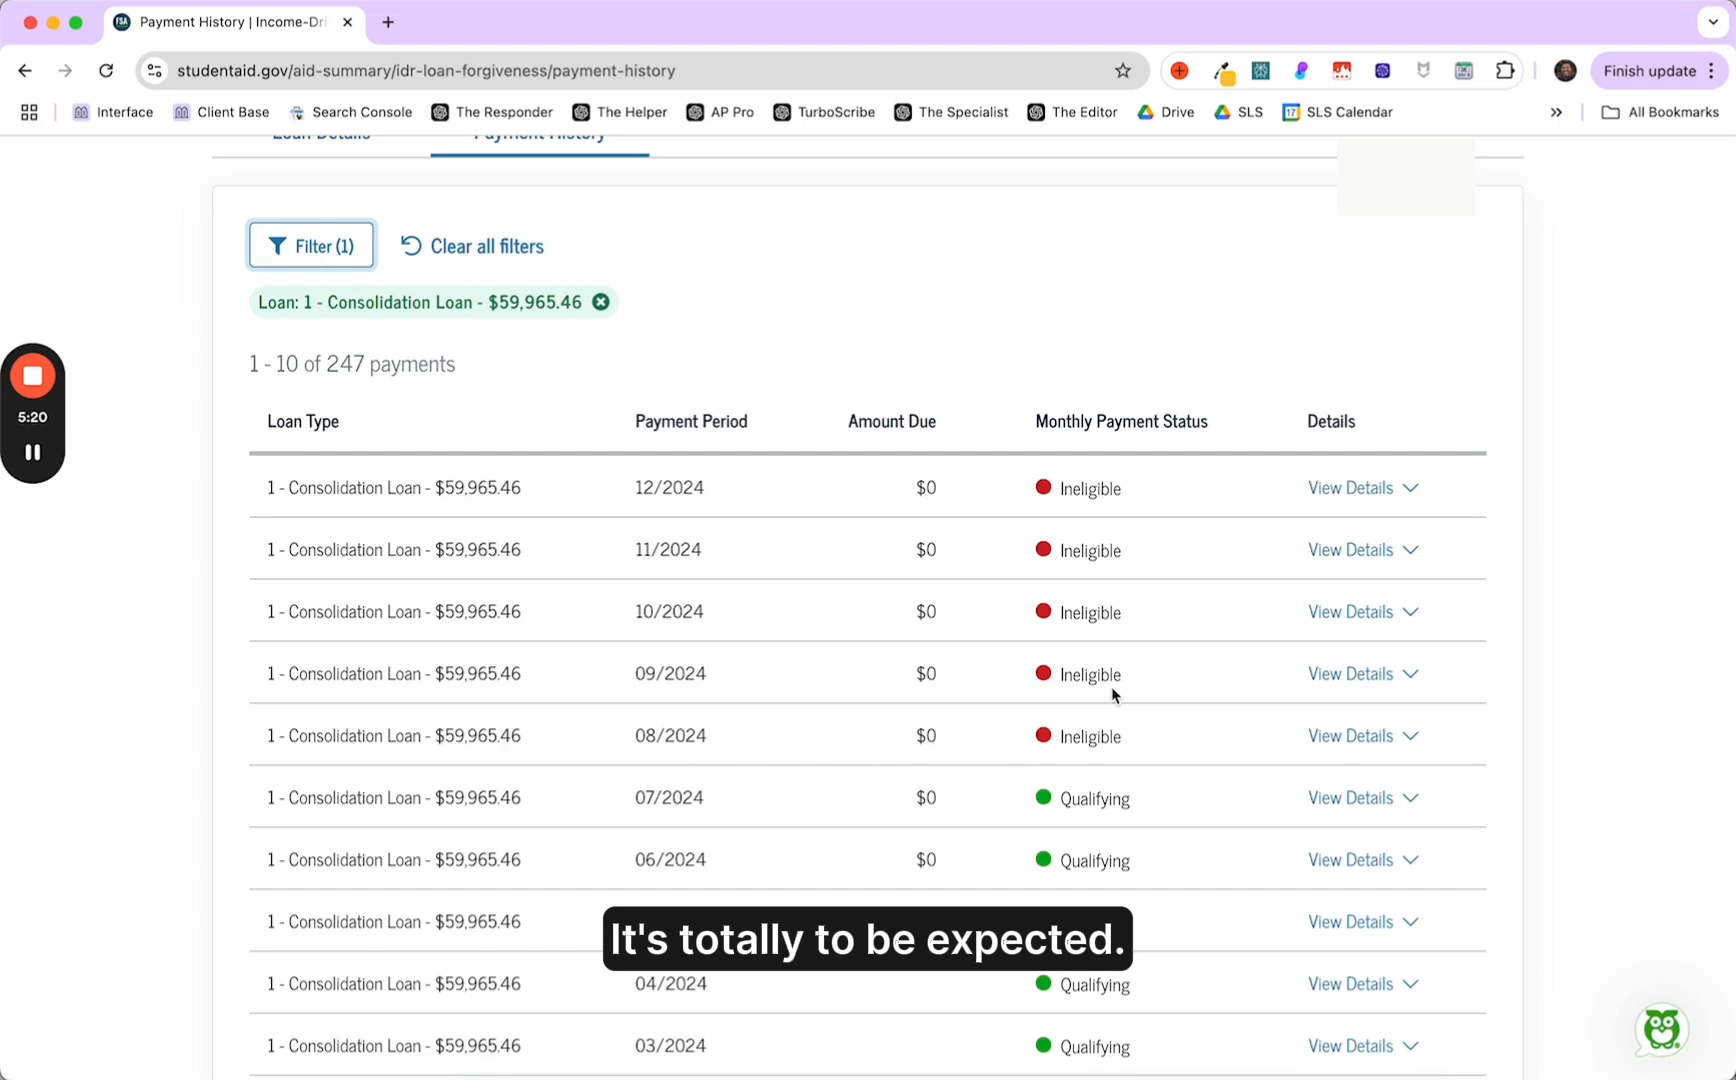 Payment History | Income-Dri
studentaid.gov/aid-summary/idr-loan-forgiveness/payment-history
Finish update
Interface Client Base Search Console The Responder The Helper AP Pro TurboScribe The Specialist The Editor Drive SLS 17 SLS Calendar All Bookmarks
Loan Details Payment History
Filter (1) Clear all filters
Loan: 1 - Consolidation Loan - $59,965.46
1 - 10 of 247 payments
5:20
Loan Type Payment Period Amount Due Monthly Payment Status Details
1 - Consolidation Loan - $59,965.46 12/2024 $0 Ineligible View Details
1 - Consolidation Loan - $59,965.46 11/2024 $0 Ineligible View Details
1 - Consolidation Loan - $59,965.46 10/2024 $0 Ineligible View Details
1 - Consolidation Loan - $59,965.46 09/2024 $0 Ineligible View Details
1 - Consolidation Loan - $59,965.46 08/2024 $0 Ineligible View Details
1 - Consolidation Loan - $59,965.46 07/2024 $0 Qualifying View Details
1 - Consolidation Loan - $59,965.46 06/2024 $0 Qualifying View Details
1 - Consolidation Loan - $59,965.46 View Details
It's totally to be expected.
1 - Consolidation Loan - $59,965.46 04/2024 Qualifying View Details
1 - Consolidation Loan - $59,965.46 03/2024 Qualifying View Details